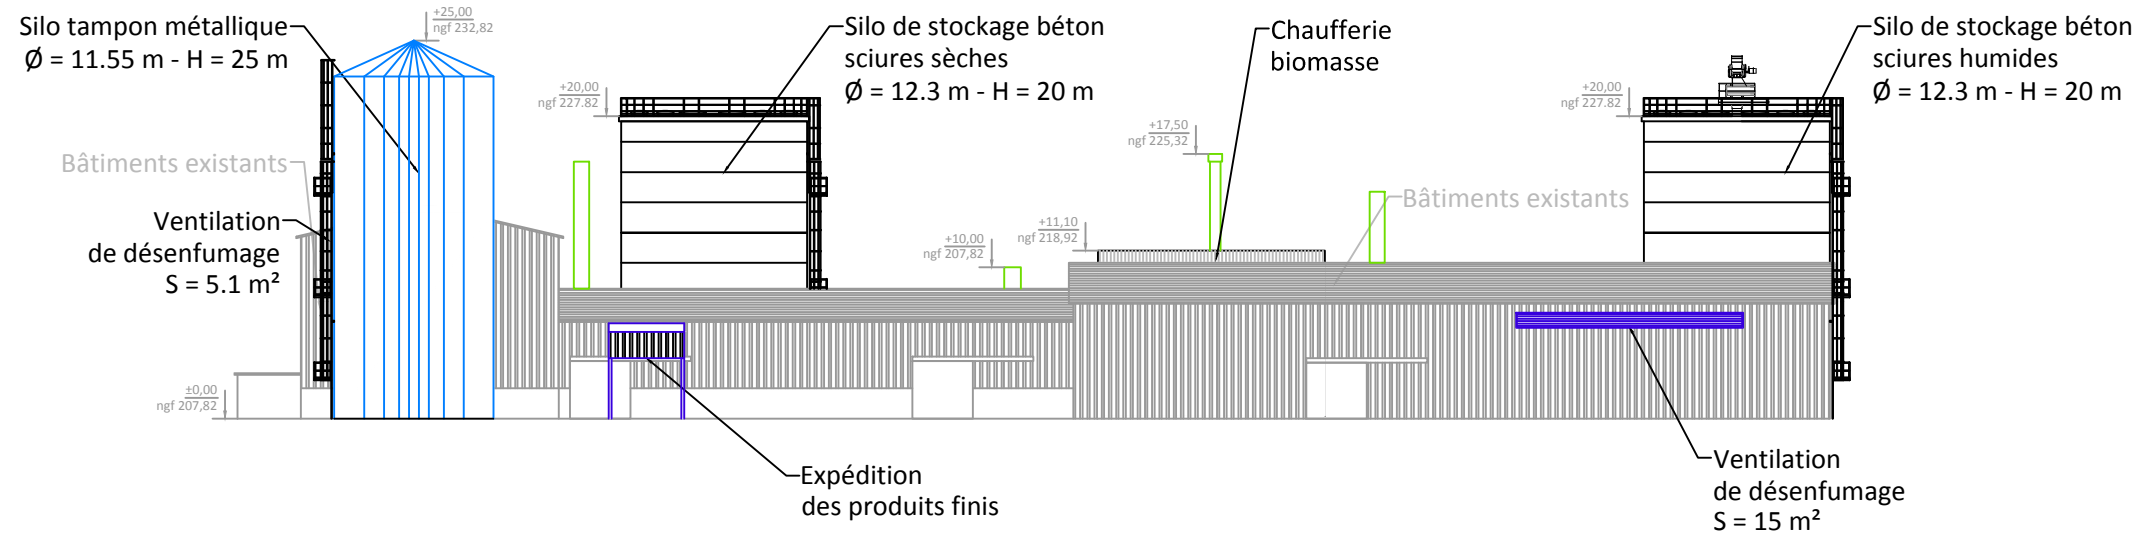 Silo tampon métallique
Ø = 11.55 m - H = 25 m
+25,00
ngf 232,82
Silo de stockage béton
sciures sèches
Ø = 12.3 m - H = 20 m
Chaufferie
biomasse
Silo de stockage béton
sciures humides
Ø = 12.3 m - H = 20 m
+20,00
ngf 227.82
+20,00
ngf 227.82
+17,50
ngf 225,32
Bâtiments existants
Bâtiments existants
Ventilation
de désenfumage
S = 5.1 m²
+11,10
ngf 218,92
+10,00
ngf 207,82
±0,00
ngf 207,82
Expédition
des produits finis
Ventilation
de désenfumage
S = 15 m²